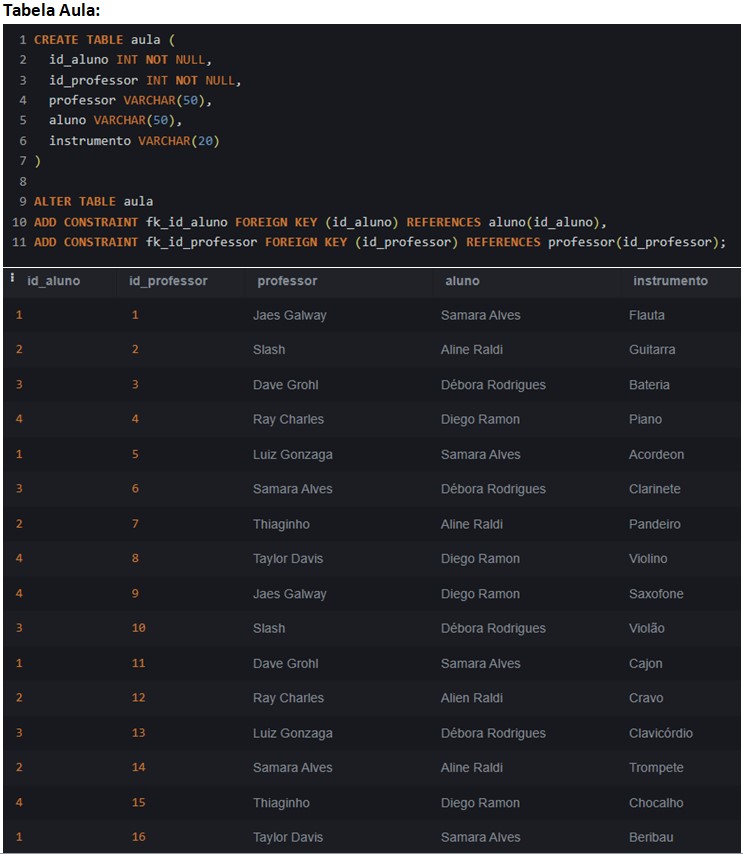 Tabela Aula:
1 CREATE TABLE aula (
2 id_aluno INT NOT NULL,
3 id_professor INT NOT NULL,
4 professor VARCHAR(50),
5 aluno VARCHAR(50),
6 instrumento VARCHAR(20)
7 )
8
9 ALTER TABLE aula
10 ADD CONSTRAINT fk_id_aluno FOREIGN KEY (id_aluno) REFERENCES aluno(id_aluno),
11 ADD CONSTRAINT fk_id_professor FOREIGN KEY (id_professor) REFERENCES professor(id_professor);
id_aluno id_professor professor aluno instrumento
1 1 Jaes Galway Samara Alves Flauta
2 2 Slash Aline Raldi Guitarra
3 3 Dave Grohl Débora Rodrigues Bateria
4 4 Ray Charles Diego Ramon Piano
1 5 Luiz Gonzaga Samara Alves Acordeon
3 6 Samara Alves Débora Rodrigues Clarinete
2 7 Thiaginho Aline Raldi Pandeiro
4 8 Taylor Davis Diego Ramon Violino
4 9 Jaes Galway Diego Ramon Saxofone
3 10 Slash Débora Rodrigues Violão
1 11 Dave Grohl Samara Alves Cajon
2 12 Ray Charles Alien Raldi Cravo
3 13 Luiz Gonzaga Débora Rodrigues Clavicórdio
2 14 Samara Alves Aline Raldi Trompete
4 15 Thiaginho Diego Ramon Chocalho
1 16 Taylor Davis Samara Alves Beribau